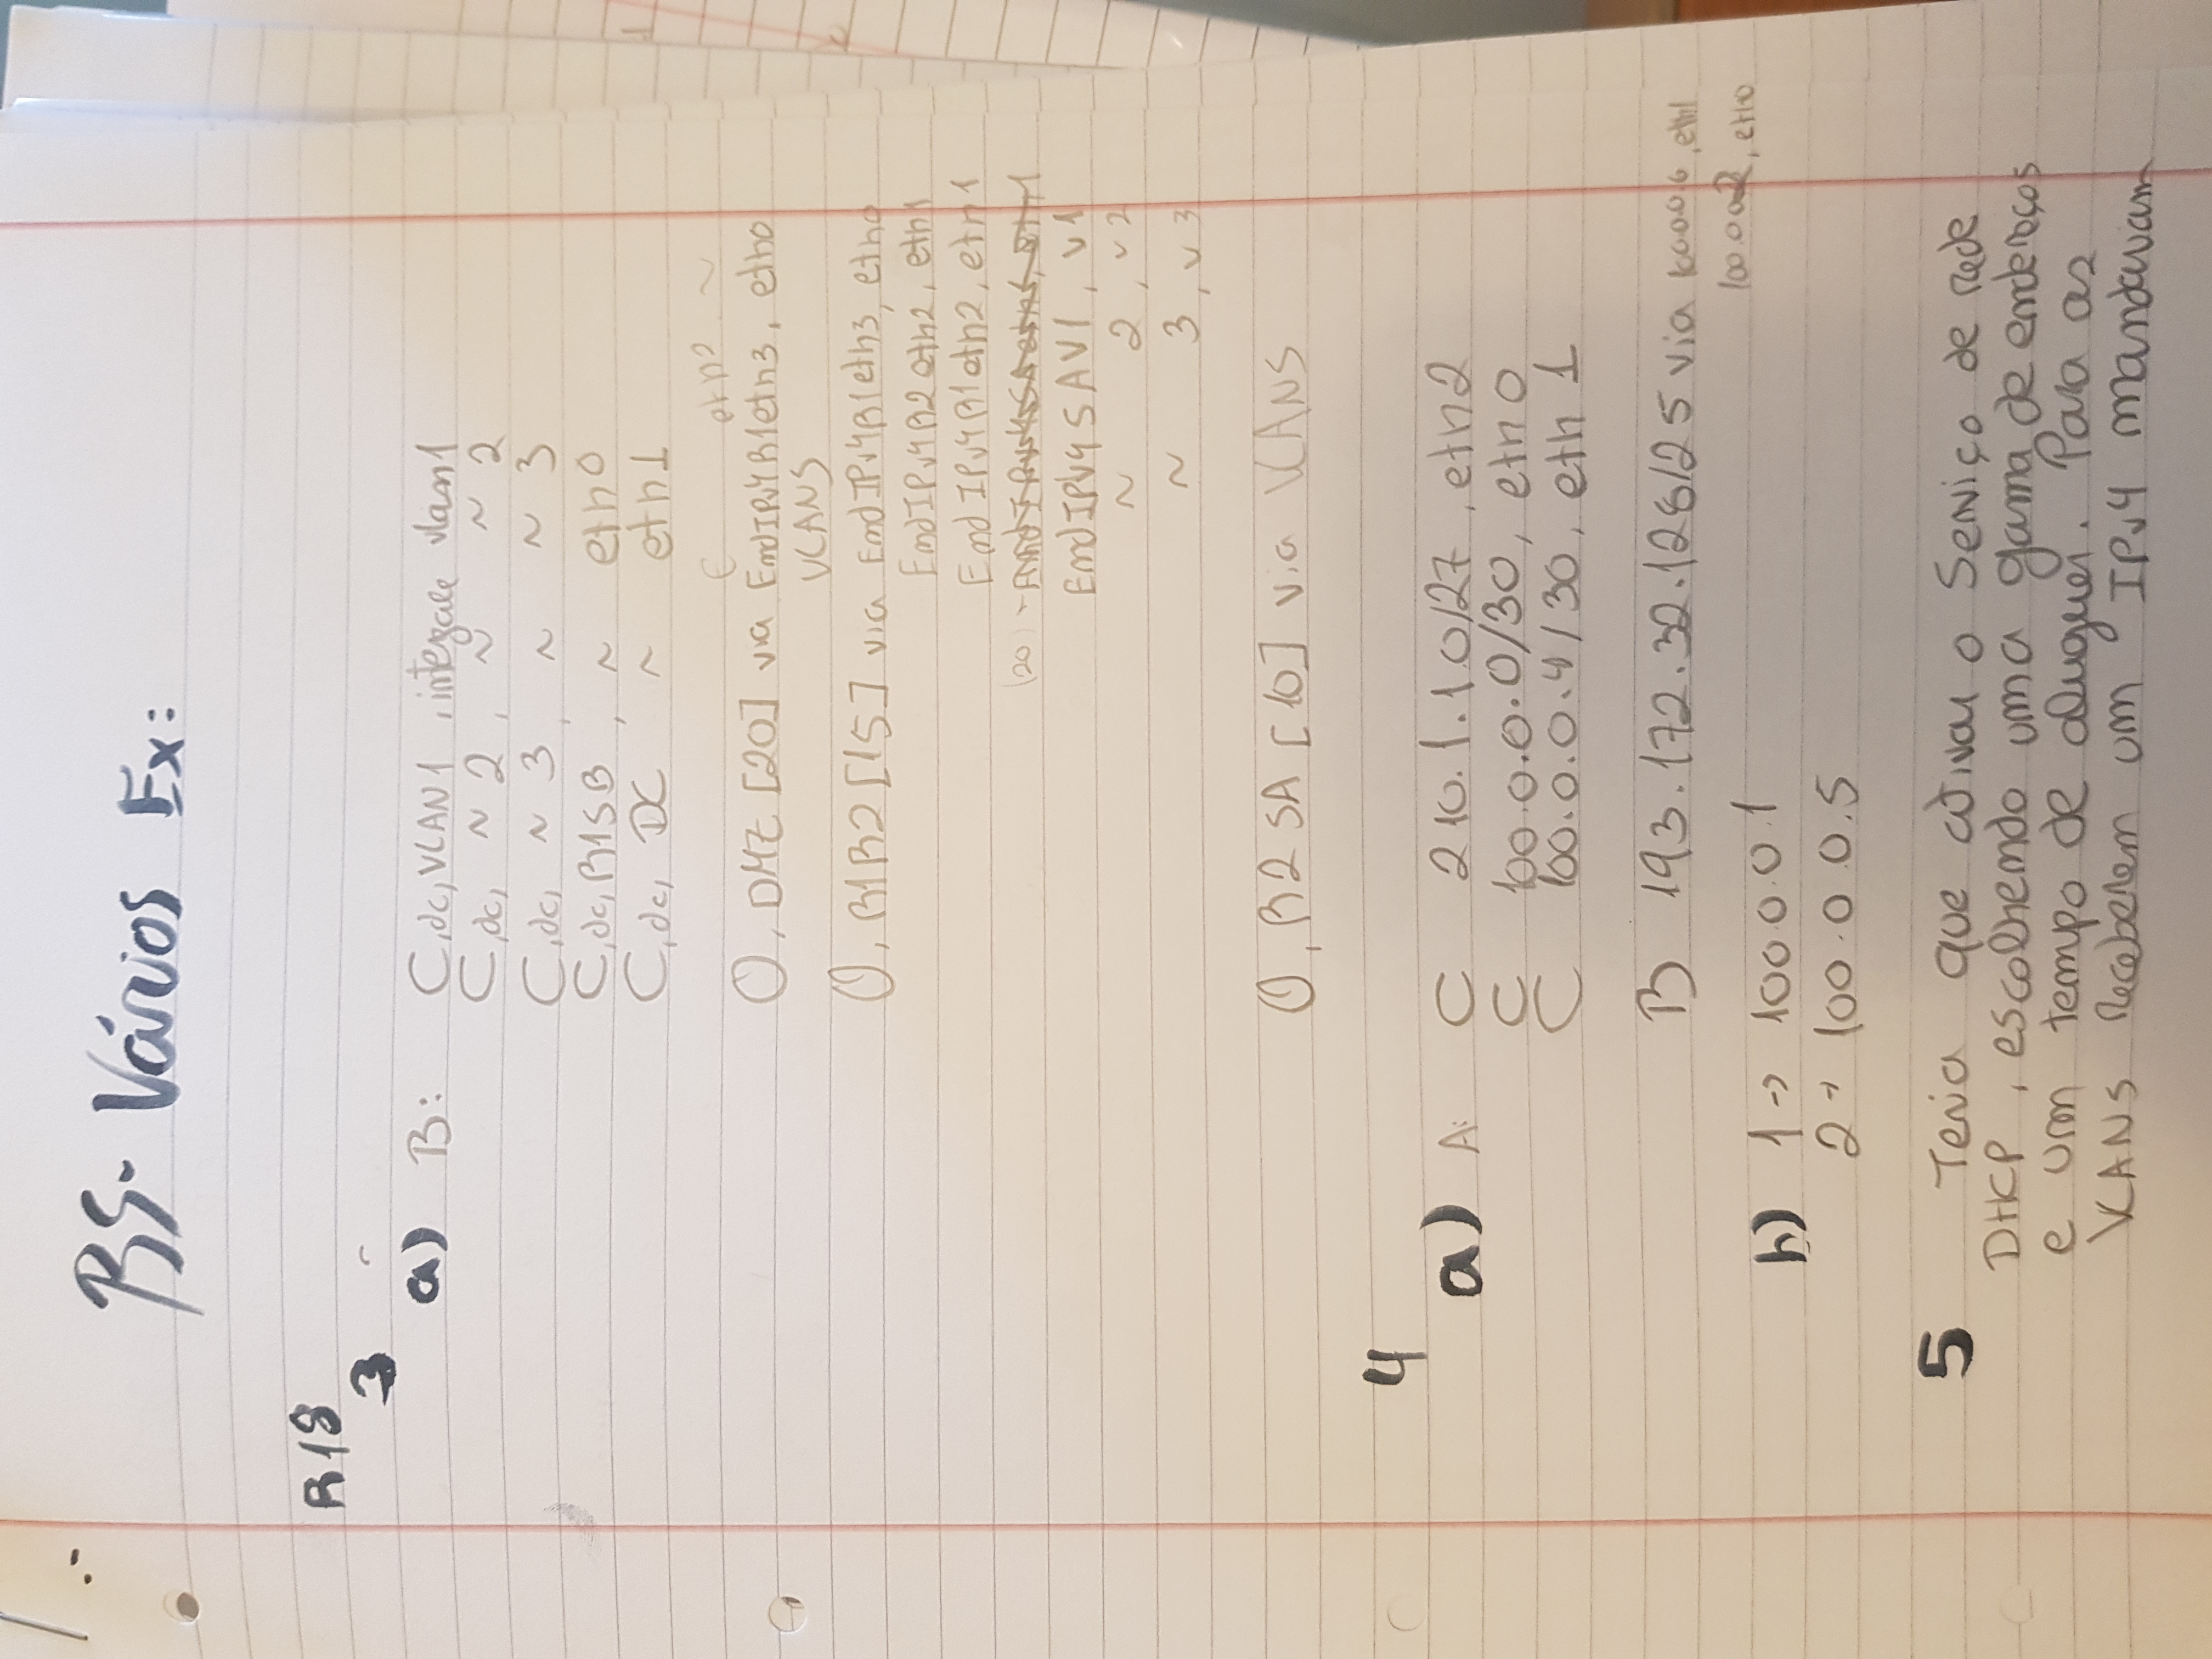 RS- Vários Ex:
R18
3
a) B: C,dc,VLAN1 , interface vlan1
C,dc, ~ 2, ~ ~ 2
C,dc, ~ 3, ~ ~ 3
C,dc,R1SB , ~ eth0
C,dc, DC ~ eth1
E eth2 ~
O, DMZ [20] via EndIPv4R1eth3, eth0
VLANS
O, R1R2 [15] via EndIPv4R1eth3, eth0
EndIPv4R2eth2, eth1
EndIPv4R1eth2, eth1
(20)
EndIPv4SAV1, v1
~ 2, v2
~ 3, v3
O, R2SA [10] via VLANS
4
a) A: C 210.1.1.0/27, eth2
C 100.0.0.0/30, eth0
C 100.0.0.4/30, eth 1
B 193.172.32.128/25 via 100.0.0.6, eth1
100.0.0.2, eth0
b) 1-> 100.0.0.1
2-> 100.0.0.5
5 Teria que ativar o Serviço de rede
DHCP, escolhendo uma gama de endereços
e um tempo de aluguer. Para as
VLANS receberem um IPv4 mandavam